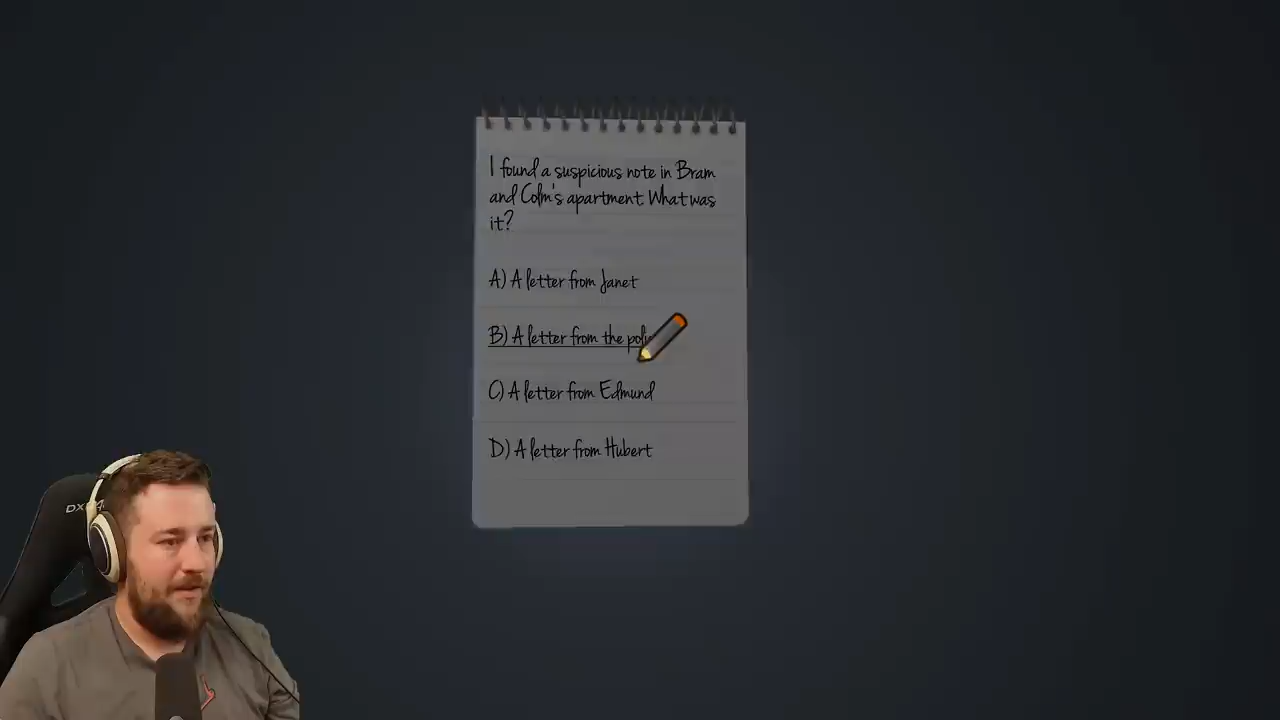 I found a suspicious note in Bram
and Colm's apartment What was
it?
A) A letter from Janet
B) A letter from the
C) A letter from Edmund
D) A letter from Hubert